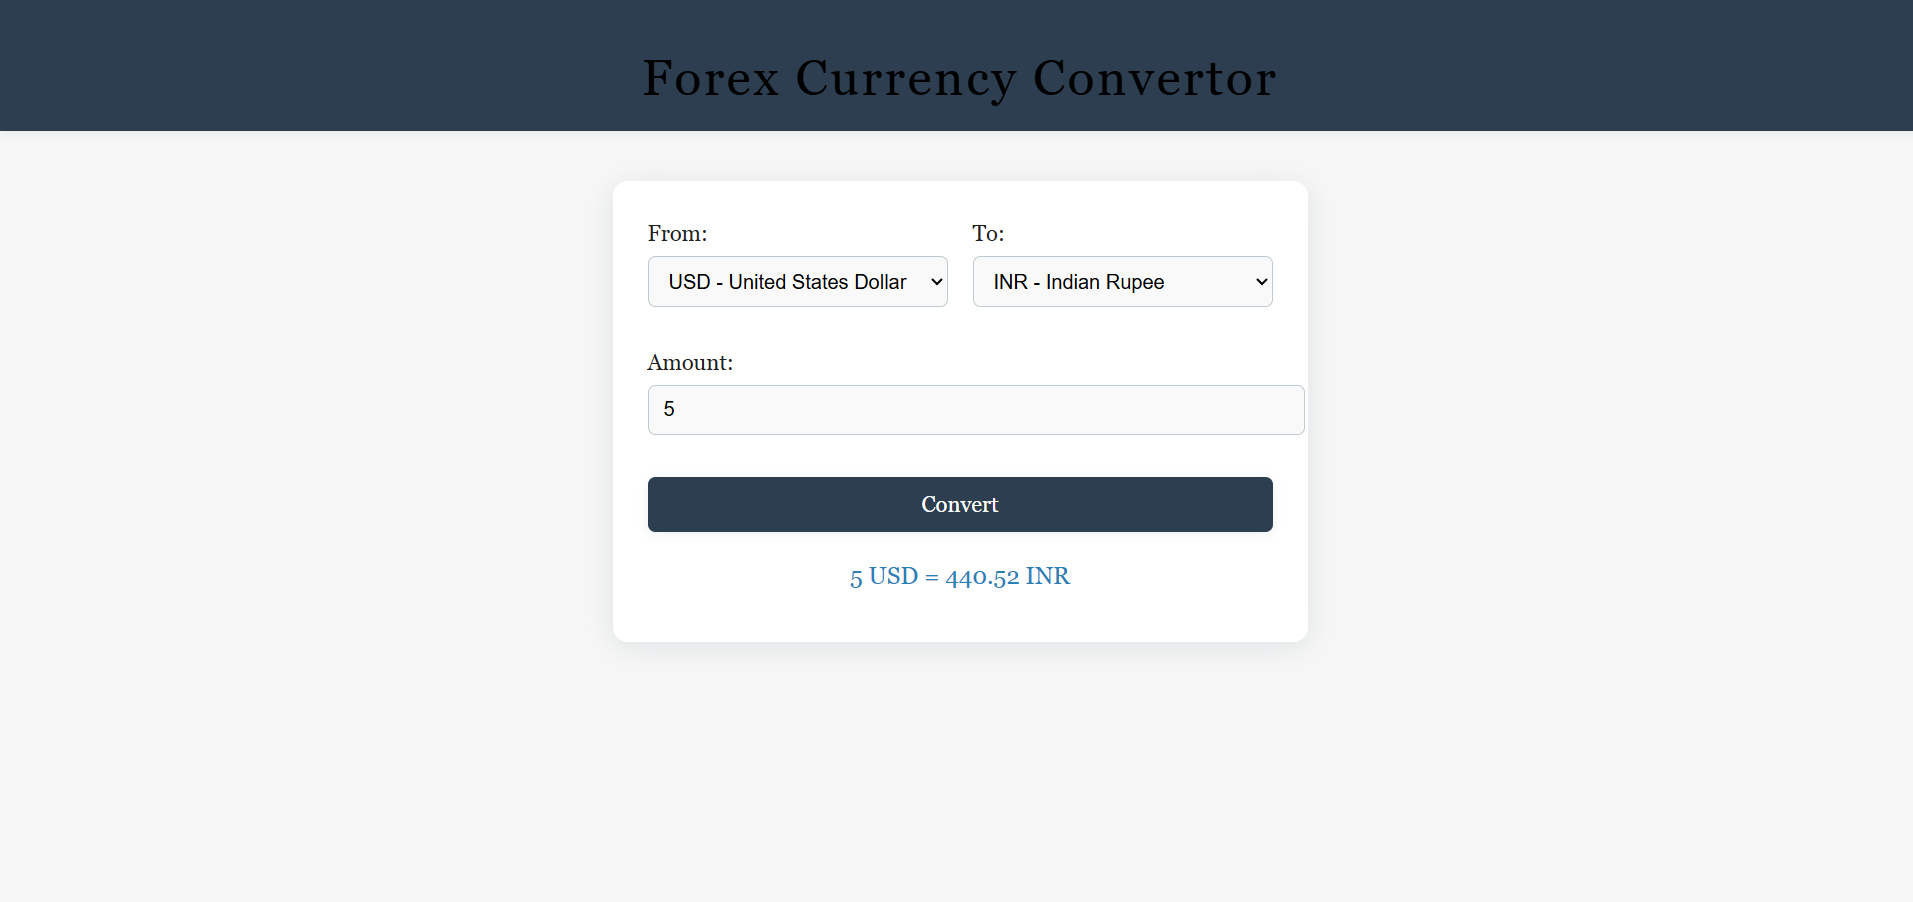 Forex Currency Convertor
From: To:
USD - United States Dollar INR - Indian Rupee
Amount:
5
Convert
5 USD = 440.52 INR